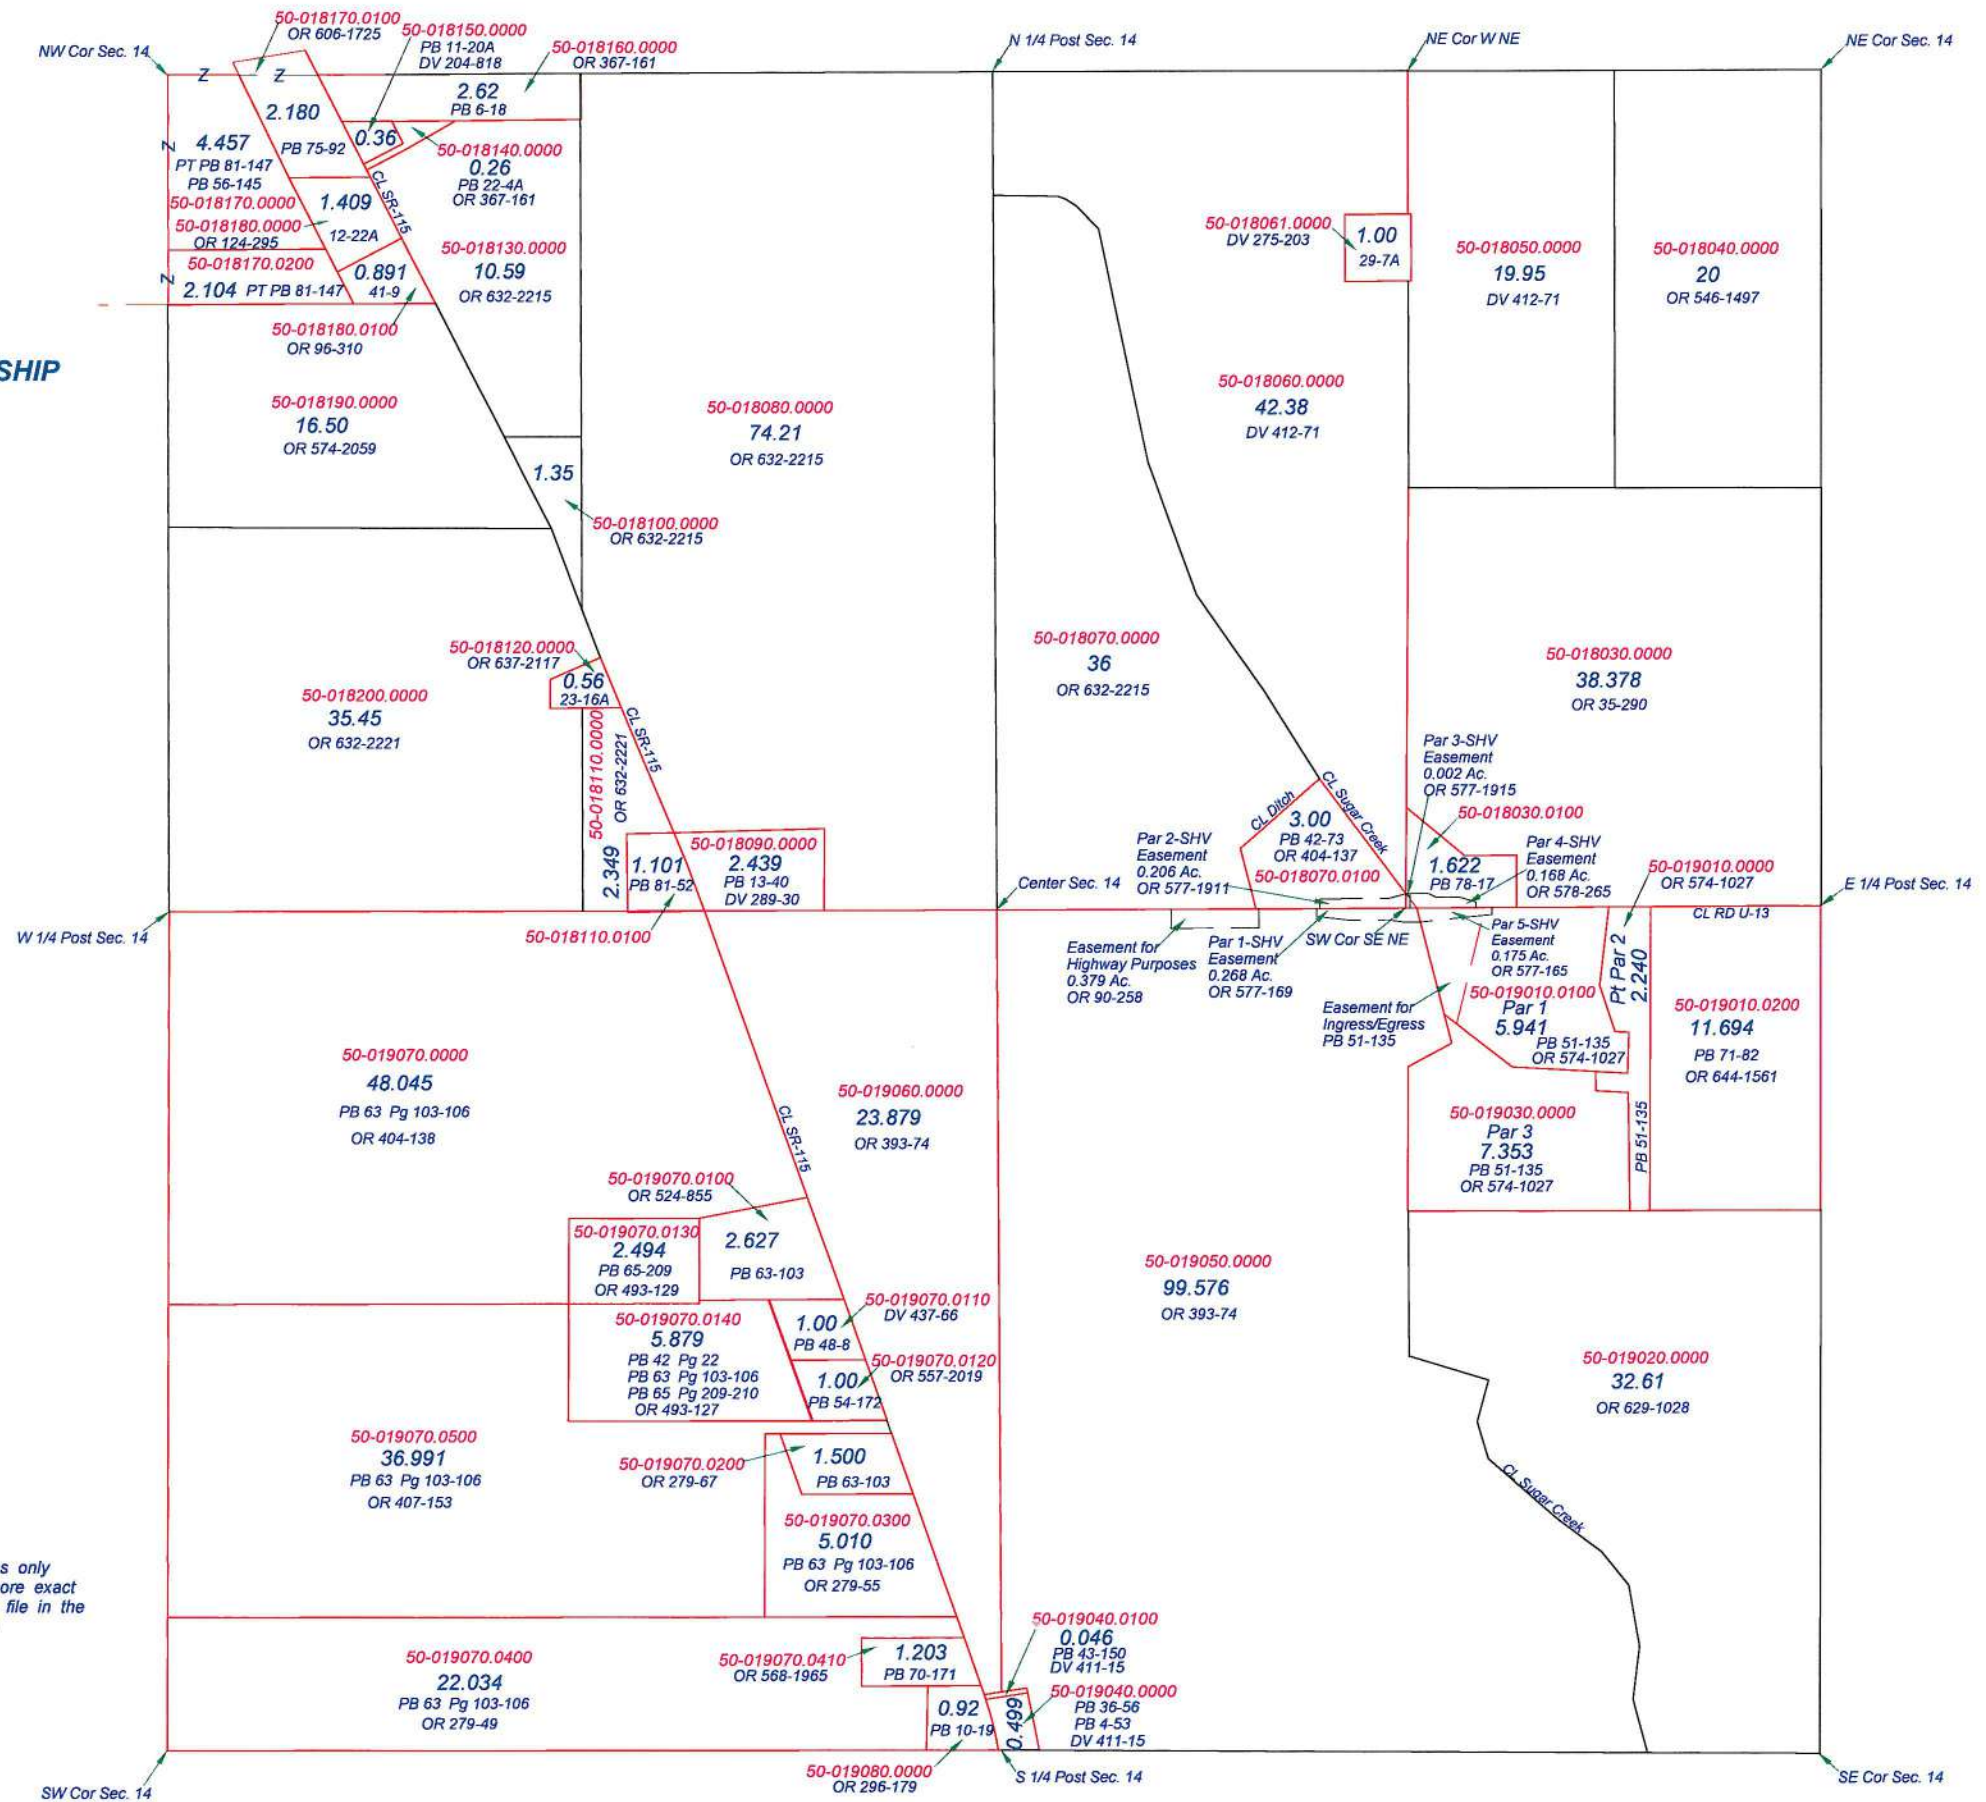 50-018170.0100
OR 606-1725
50-018150.0000
PB 11-20A
DV 204-818
50-018160.0000
OR 367-161
NW Cor Sec. 14
N 1/4 Post Sec. 14
NE Cor W NE
NE Cor Sec. 14
Z
Z
2.62
PB 6-18
2.180
PB 75-92
0.36
Z
4.457
PT PB 81-147
PB 56-145
50-018170.0000
50-018140.0000
0.26
PB 22-4A
OR 367-161
CL SR-115
50-018180.0000
OR 124-295
1.409
12-22A
50-018170.0200
Z
2.104 PT PB 81-147
0.891
41-9
50-018130.0000
10.59
OR 632-2215
50-018180.0100
OR 96-310
50-018061.0000
DV 275-203
1.00
29-7A
50-018050.0000
19.95
DV 412-71
50-018040.0000
20
OR 546-1497
SHIP
50-018190.0000
16.50
OR 574-2059
50-018080.0000
74.21
OR 632-2215
50-018060.0000
42.38
DV 412-71
1.35
50-018100.0000
OR 632-2215
50-018120.0000
OR 637-2117
0.56
23-16A
50-018200.0000
35.45
OR 632-2221
50-018110.0000
OR 632-2221
2.349
CL SR-115
50-018070.0000
36
OR 632-2215
50-018030.0000
38.378
OR 35-290
Par 3-SHV
Easement
0.002 Ac.
OR 577-1915
50-018030.0100
1.622
PB 78-17
CL Ditch
CL Sugar Creek
3.00
PB 42-73
OR 404-137
50-018070.0100
Par 2-SHV
Easement
0.206 Ac.
OR 577-1911
Par 4-SHV
Easement
0.168 Ac.
OR 578-265
50-018090.0000
2.439
PB 13-40
DV 289-30
1.101
PB 81-52
50-018110.0100
Center Sec. 14
50-019010.0000
OR 574-1027
E 1/4 Post Sec. 14
CL RD U-13
W 1/4 Post Sec. 14
Easement for
Highway Purposes
0.379 Ac.
OR 90-258
Par 1-SHV
Easement
0.268 Ac.
OR 577-169
SW Cor SE NE
Par 5-SHV
Easement
0.175 Ac.
OR 577-165
Easement for
Ingress/Egress
PB 51-135
50-019010.0100
Par 1
5.941
PB 51-135
OR 574-1027
Pt Par 2
2.240
50-019010.0200
11.694
PB 71-82
OR 644-1561
50-019070.0000
48.045
PB 63 Pg 103-106
OR 404-138
50-019060.0000
23.879
OR 393-74
CL SR-115
50-019030.0000
Par 3
7.353
PB 51-135
OR 574-1027
PB 51-135
50-019070.0100
OR 524-855
2.627
PB 63-103
50-019070.0130
2.494
PB 65-209
OR 493-129
50-019050.0000
99.576
OR 393-74
50-019070.0110
DV 437-66
1.00
PB 48-8
50-019070.0140
5.879
PB 42 Pg 22
PB 63 Pg 103-106
PB 65 Pg 209-210
OR 493-127
50-019070.0120
OR 557-2019
1.00
PB 54-172
50-019020.0000
32.61
OR 629-1028
50-019070.0500
36.991
PB 63 Pg 103-106
OR 407-153
50-019070.0200
OR 279-67
1.500
PB 63-103
50-019070.0300
5.010
PB 63 Pg 103-106
OR 279-55
CL Sugar Creek
s only
ore exact
file in the
50-019070.0400
22.034
PB 63 Pg 103-106
OR 279-49
50-019070.0410
OR 568-1965
1.203
PB 70-171
50-019040.0100
0.046
PB 43-150
DV 411-15
50-019040.0000
PB 36-56
PB 4-53
DV 411-15
0.499
0.92
PB 10-19
50-019080.0000
OR 296-179
SW Cor Sec. 14
S 1/4 Post Sec. 14
SE Cor Sec. 14